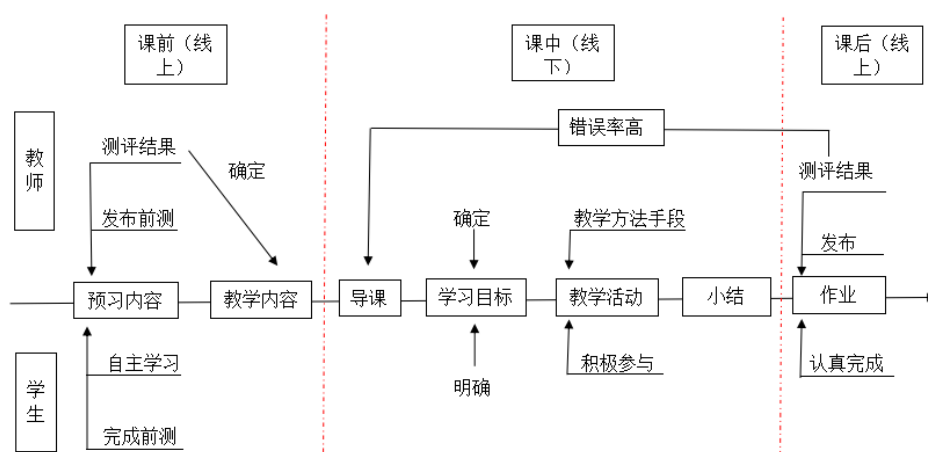 课前（线
上）
课中（线
下）
课后（线
上）
教
师
错误率高
测评结果
确定
测评结果
发布前测
确定
教学方法手段
发布
预习内容
教学内容
导课
学习目标
教学活动
小结
作业
学
生
自主学习
明确
积极参与
认真完成
完成前测